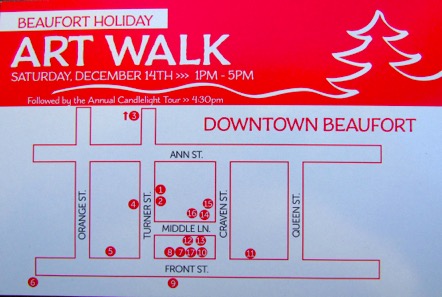 BEAUFORT HOLIDAY
ART WALK
SATURDAY, DECEMBER 14TH >>> 1PM - 5PM
Followed by the Annual Candlelight Tour >> 4:30pm
↑3
DOWNTOWN BEAUFORT
ANN ST.
ORANGE ST.
TURNER ST.
CRAVEN ST.
QUEEN ST.
1
2
4
15
16 14
MIDDLE LN.
12 13
5
8 7 17 10
11
FRONT ST.
6
9